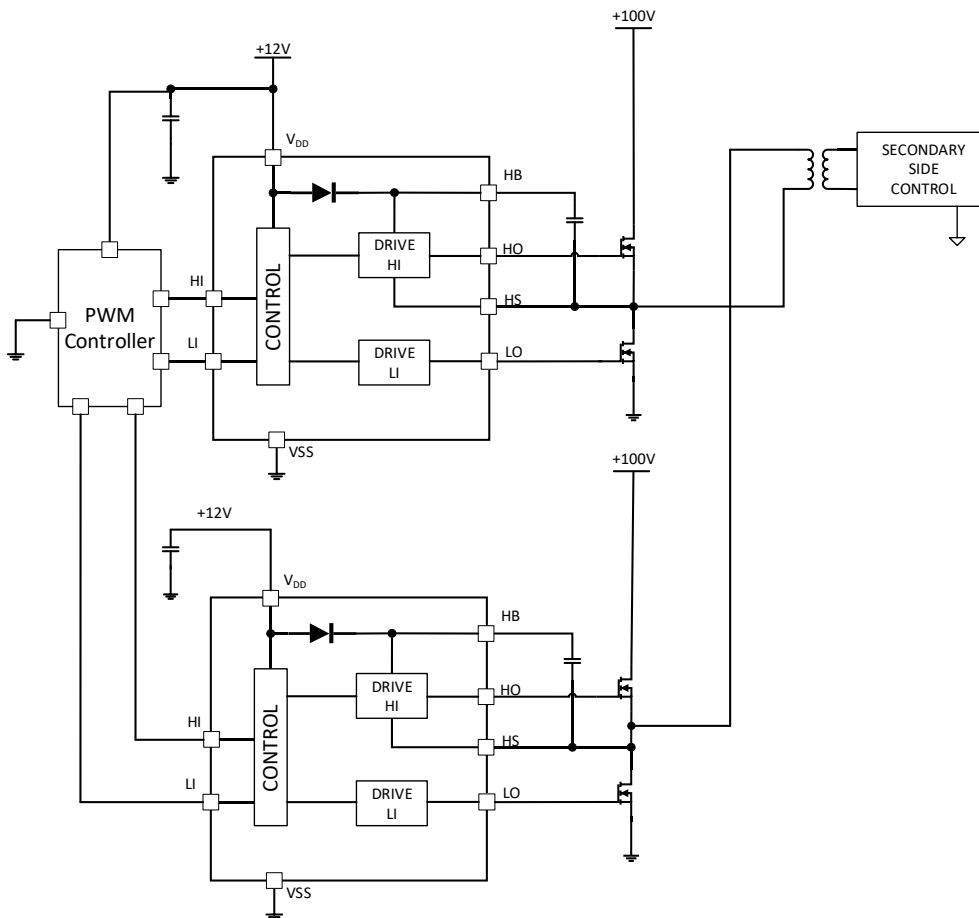 +100V
+12V
VDD
HB
SECONDARY
SIDE
CONTROL
DRIVE
HI
HO
HI
CONTROL
PWM
Controller
HS
LI
DRIVE
LI
LO
VSS
+100V
+12V
VDD
HB
DRIVE
HI
HO
HI
CONTROL
HS
LI
DRIVE
LI
LO
VSS